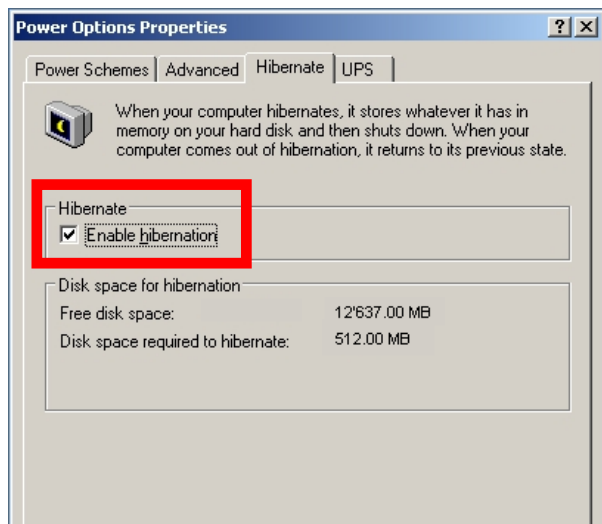 Power Options Properties
Power Schemes Advanced Hibernate UPS
When your computer hibernates, it stores whatever it has in
memory on your hard disk and then shuts down. When your
computer comes out of hibernation, it returns to its previous state.
Hibernate
Enable hibernation
Disk space for hibernation
Free disk space: 12'637.00 MB
Disk space required to hibernate: 512.00 MB